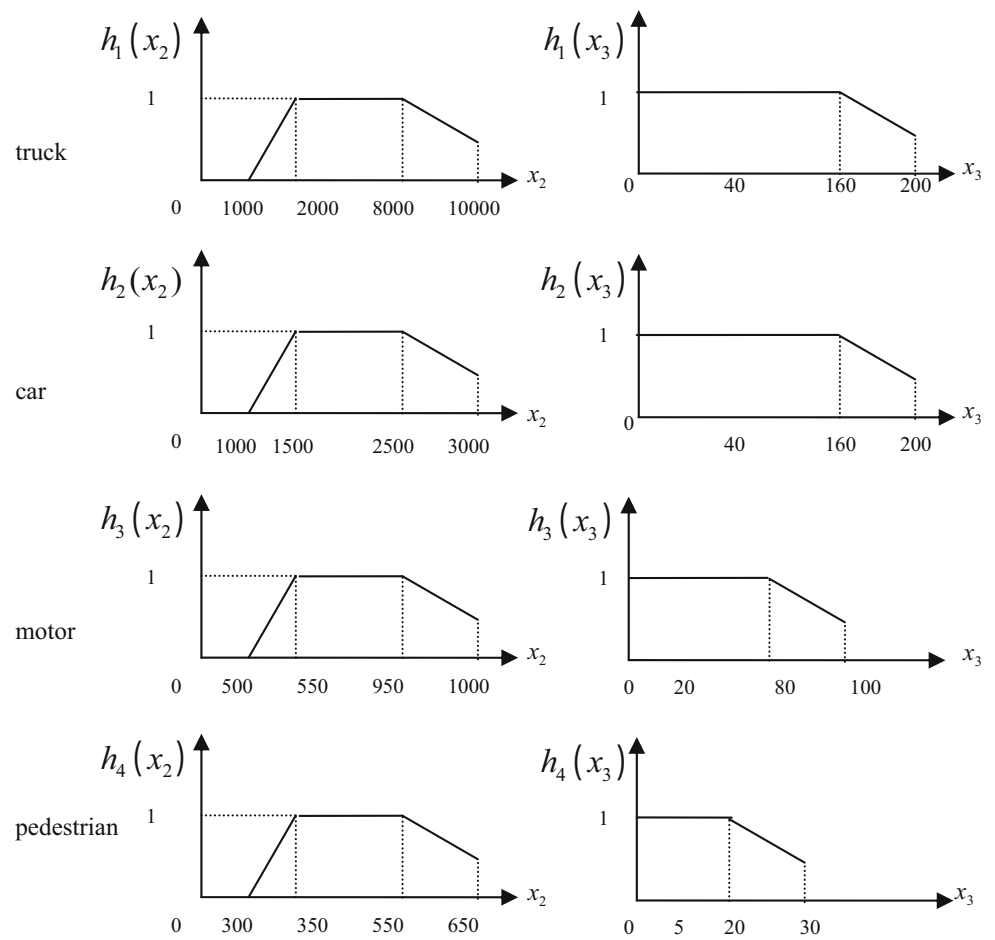 h₁(x₂) h₁(x₃)
1 1
truck
x₂ x₃
0 1000 2000 8000 10000 0 40 160 200
h₂(x₂) h₂(x₃)
1 1
car
x₂ x₃
0 1000 1500 2500 3000 0 40 160 200
h₃(x₂) h₃(x₃)
1 1
motor
x₂ x₃
0 500 550 950 1000 0 20 80 100
h₄(x₂) h₄(x₃)
pedestrian 1 1
x₂ x₃
0 300 350 550 650 0 5 20 30